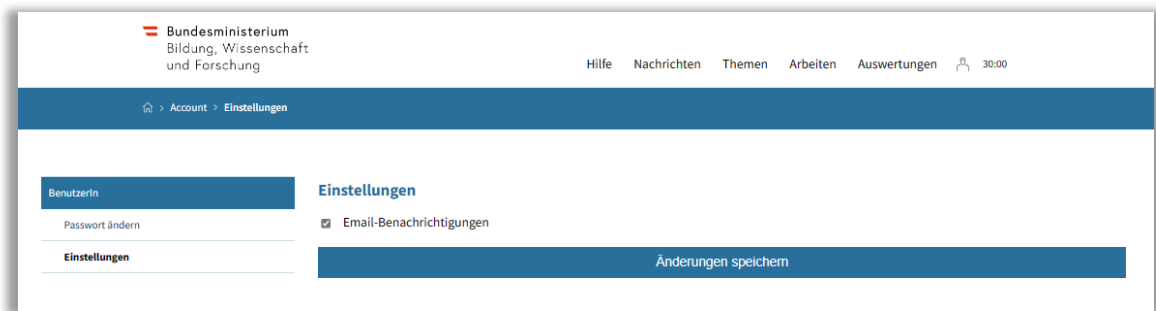 Bundesministerium
Bildung, Wissenschaft
und Forschung
Hilfe Nachrichten Themen Arbeiten Auswertungen 30:00
> Account > Einstellungen
BenutzerIn
Passwort ändern
Einstellungen
Einstellungen
Email-Benachrichtigungen
Änderungen speichern